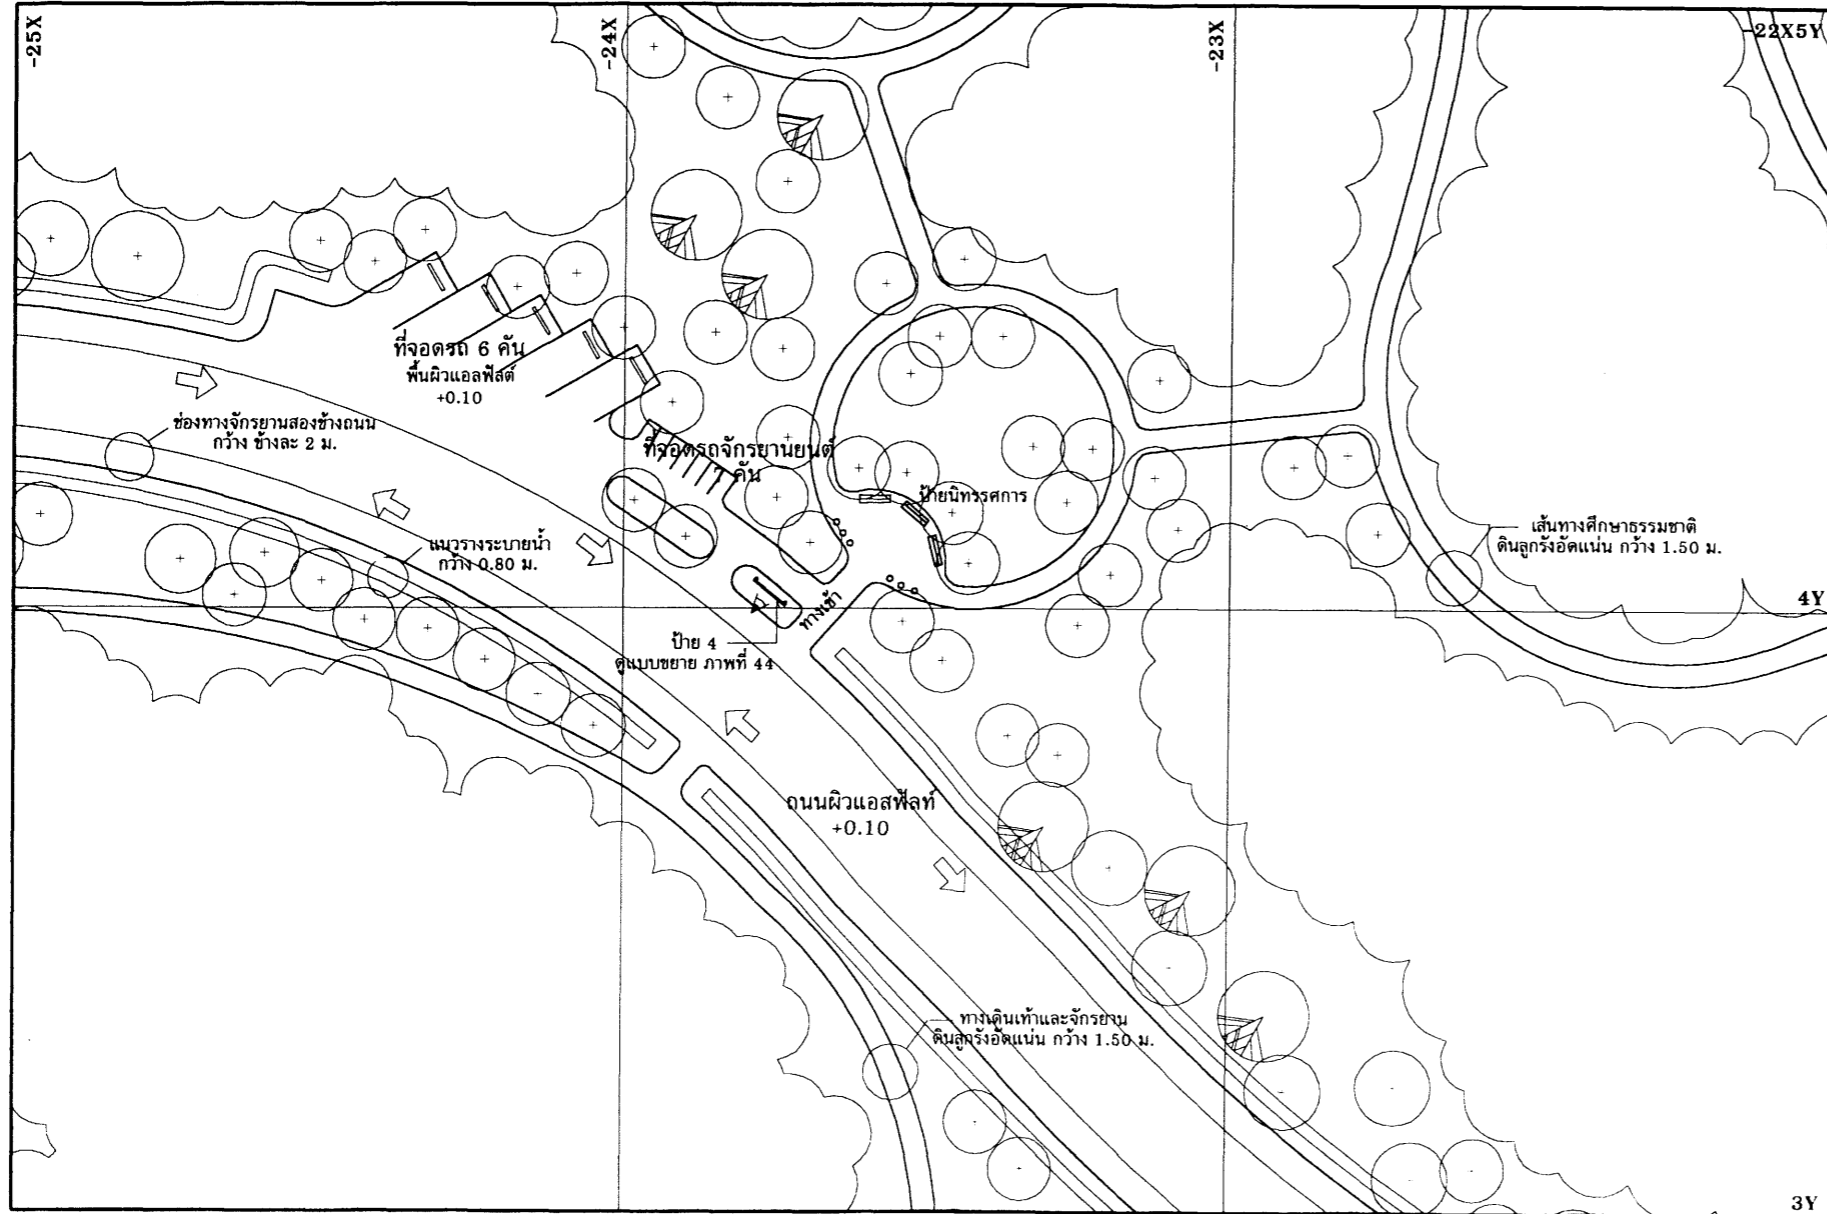 -25X
-24X
-23X
-22X5Y
ที่จอดรถ 6 คัน
พื้นผิวแอลฟัสต์
+0.10
ช่องทางจักรยานสองข้างถนน
กว้าง ข้างละ 2 ม.
ที่จอดรถจักรยานยนต์
7 คัน
ป้ายนิทรรศการ
แนวรางระบายน้ำ
กว้าง 0.80 ม.
เส้นทางศึกษาธรรมชาติ
ดินลูกรังอัดแน่น กว้าง 1.50 ม.
4Y
ทางเข้า
ป้าย 4
ดูแบบขยาย ภาพที่ 44
ถนนผิวแอสฟัลท์
+0.10
ทางเดินเท้าและจักรยาน
ดินลูกรังอัดแน่น กว้าง 1.50 ม.
3Y